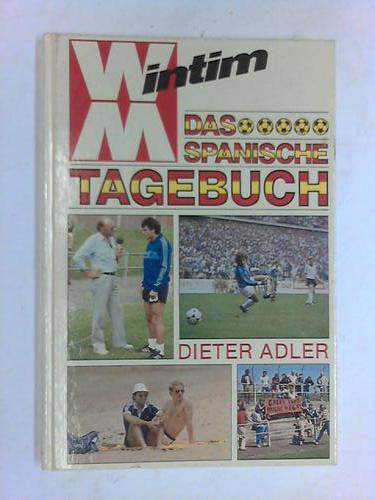 WM
intim
DAS
SPANISCHE
TAGEBUCH
DIETER ADLER